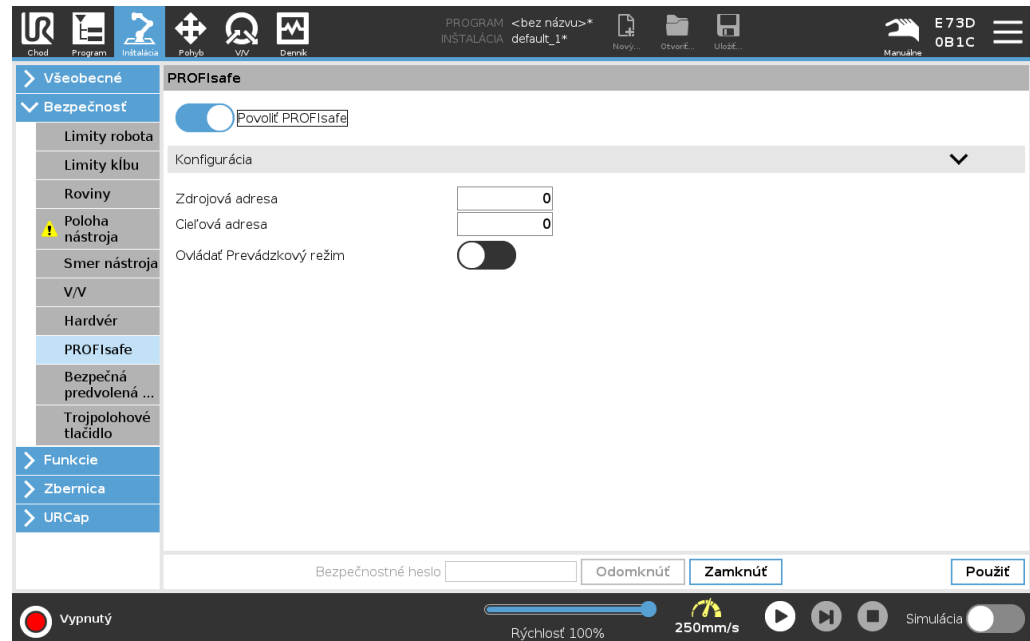 PROGRAM <bez názvu>*
INŠTALÁCIA default_1*
Chod Program Inštalácia Pohyb V/V Denník Nový... Otvoriť... Uložiť... Manuálne
E73D
0B1C
Všeobecné
Bezpečnosť
Limity robota
Limity kĺbu
Roviny
Poloha
nástroja
Smer nástroja
V/V
Hardvér
PROFIsafe
Bezpečná
predvolená ...
Trojpolohové
tlačidlo
Funkcie
Zbernica
URCap
PROFIsafe
Povoliť PROFIsafe
Konfigurácia
Zdrojová adresa 0
Cieľová adresa 0
Ovládať Prevádzkový režim
Bezpečnostné heslo Odomknúť Zamknúť Použiť
Vypnutý
Rýchlosť 100%
250mm/s
Simulácia